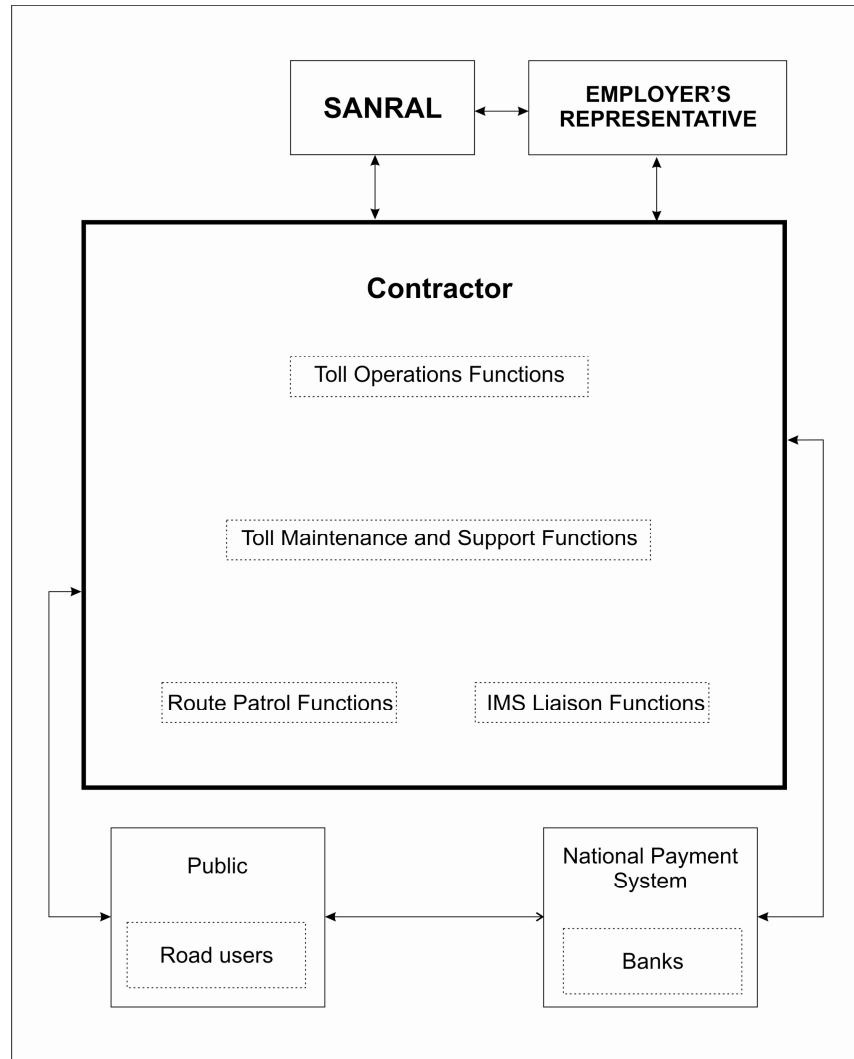 SANRAL
EMPLOYER'S
REPRESENTATIVE
Contractor
Toll Operations Functions
Toll Maintenance and Support Functions
Route Patrol Functions
IMS Liaison Functions
Public
Road users
National Payment
System
Banks